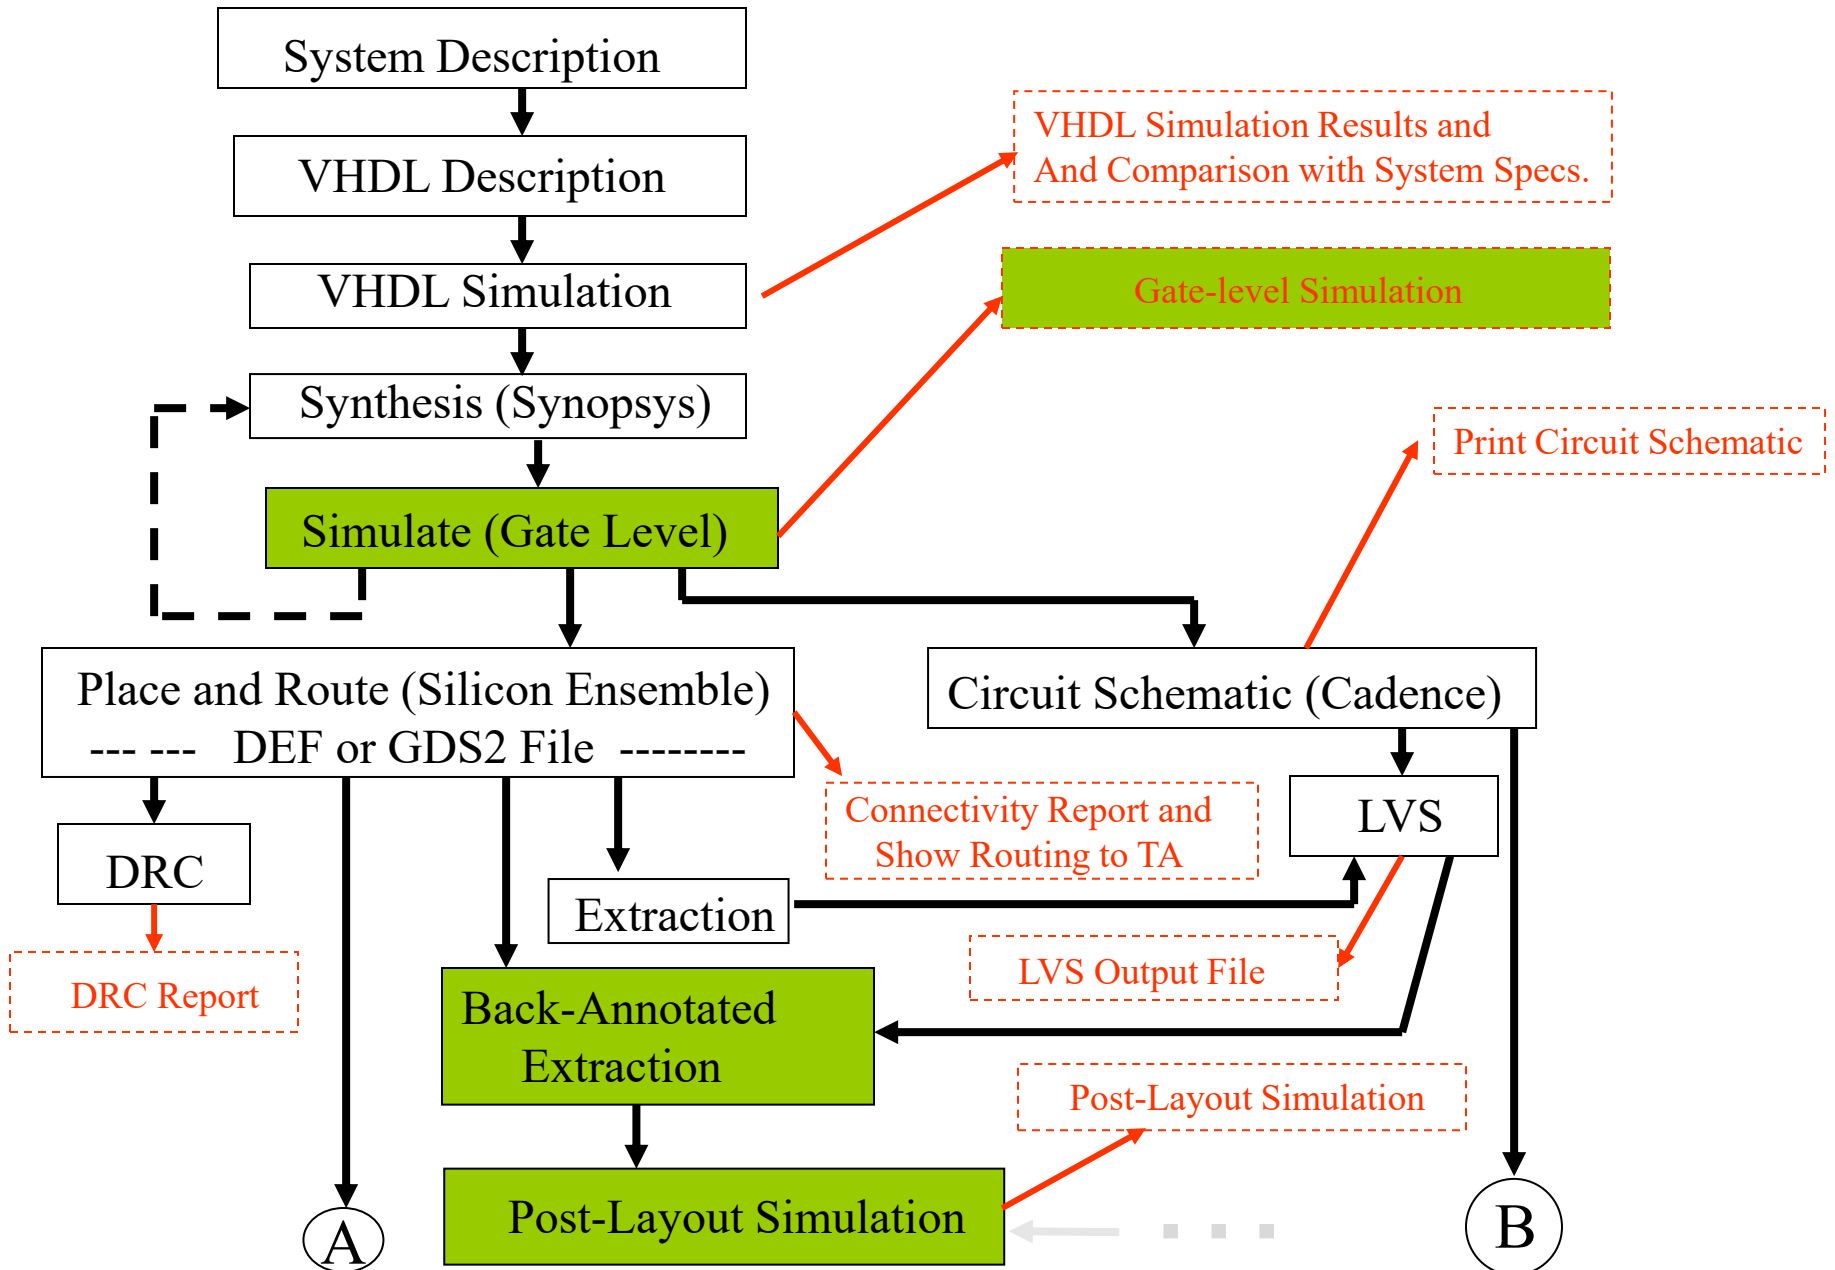 System Description
VHDL Simulation Results and
And Comparison with System Specs.
VHDL Description
VHDL Simulation
Gate-level Simulation
Synthesis (Synopsys)
Print Circuit Schematic
Simulate (Gate Level)
Place and Route (Silicon Ensemble)
--- --- DEF or GDS2 File --------
Circuit Schematic (Cadence)
Connectivity Report and
Show Routing to TA
LVS
DRC
Extraction
LVS Output File
DRC Report
Back-Annotated
Extraction
Post-Layout Simulation
Post-Layout Simulation
A
B